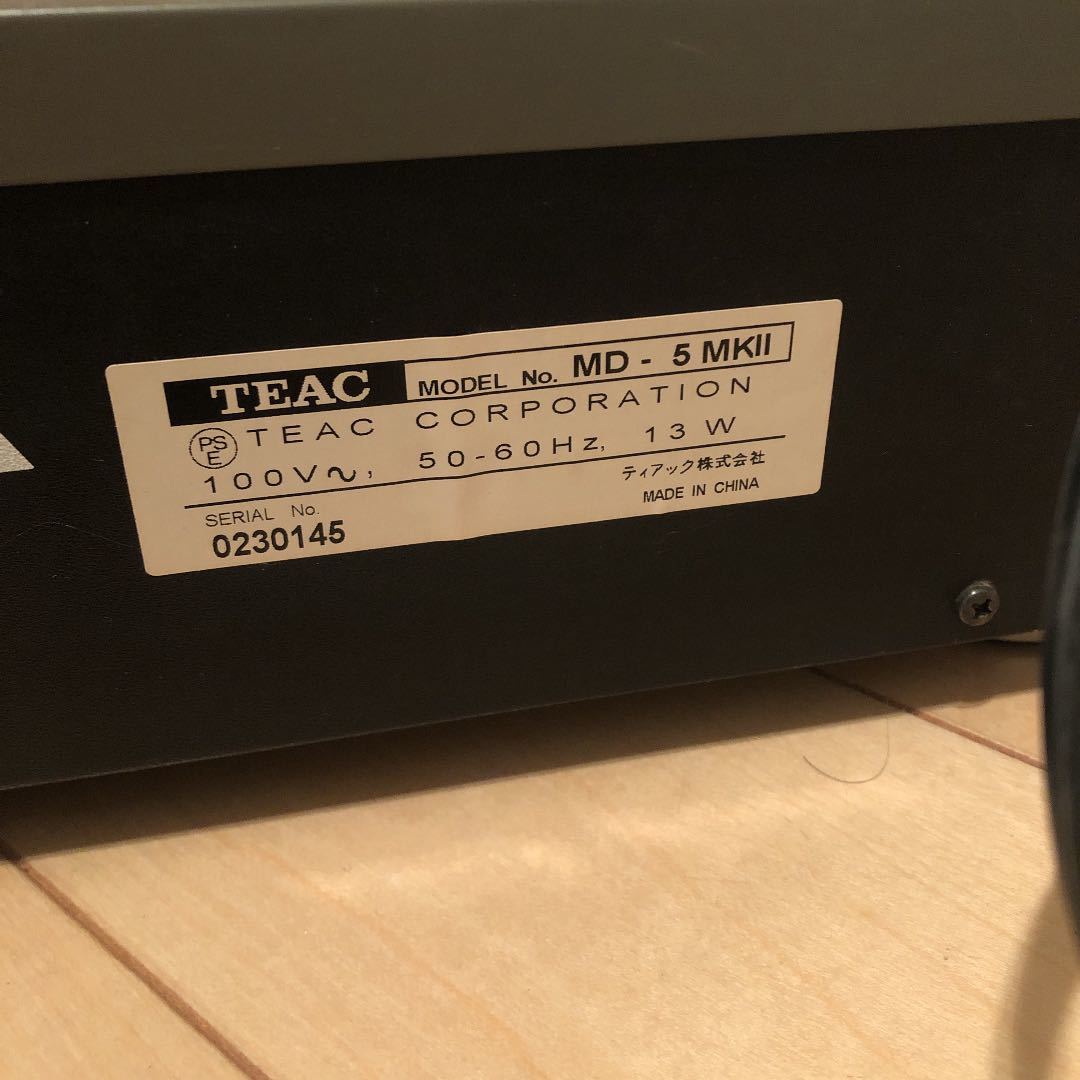 TEAC MODEL No. MD - 5 MKII
PSE TEAC CORPORATION
100V~, 50-60Hz, 13 W
ティアック株式会社
SERIAL No. MADE IN CHINA
0230145